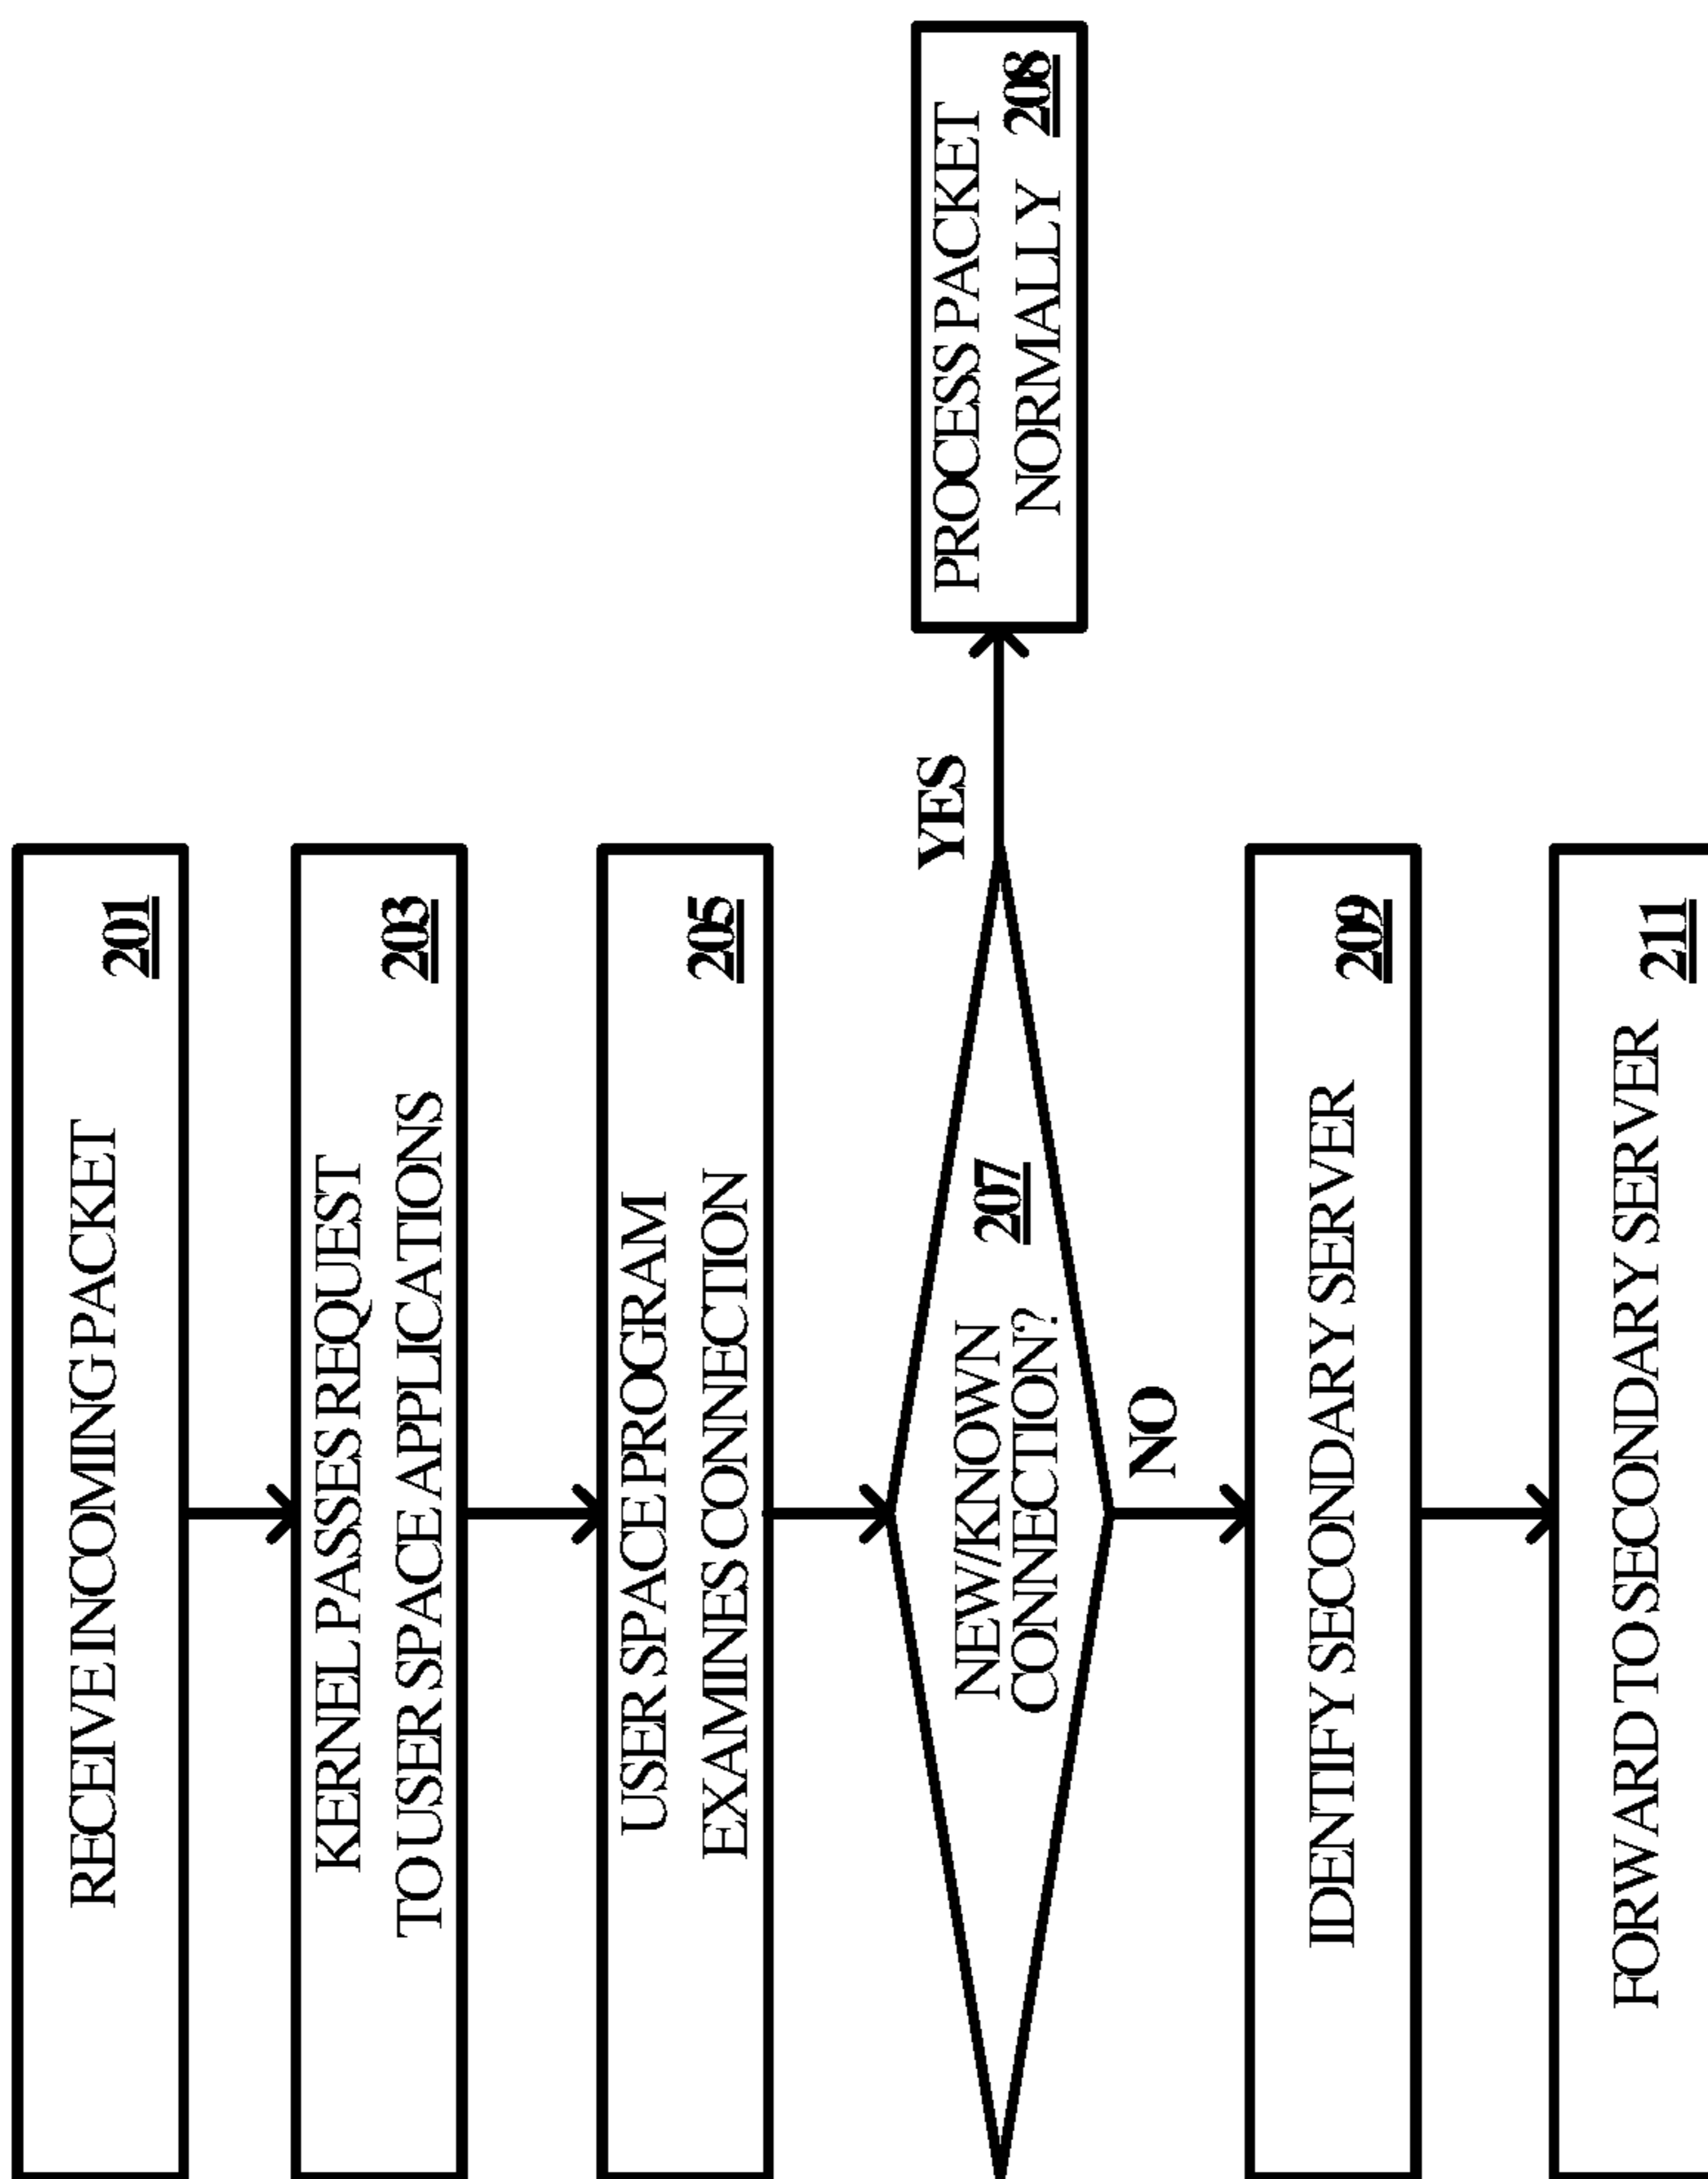 RECEIVE INCOMING PACKET
201
KERNEL PASSES REQUEST
TO USER SPACE APPLICATIONS
203
USER SPACE PROGRAM
EXAMINES CONNECTION
205
NEW/KNOWN
CONNECTION?
207
YES
PROCESS PACKET
NORMALLY 208
NO
IDENTIFY SECONDARY SERVER
209
FORWARD TO SECONDARY SERVER
211